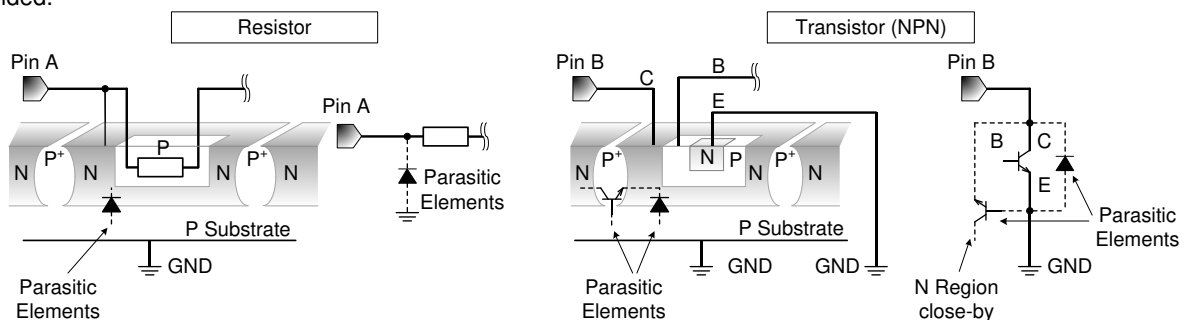 Resistor
Transistor (NPN)
Pin A
Pin B
C
B
E
Pin B
Pin A
N
P+
N
P
N
P+
N
Parasitic
Elements
P Substrate
GND
Parasitic
Elements
N
P+
N
N
P
N
P+
N
P Substrate
GND
GND
Parasitic
Elements
B
C
E
Parasitic
Elements
GND
N Region
close-by